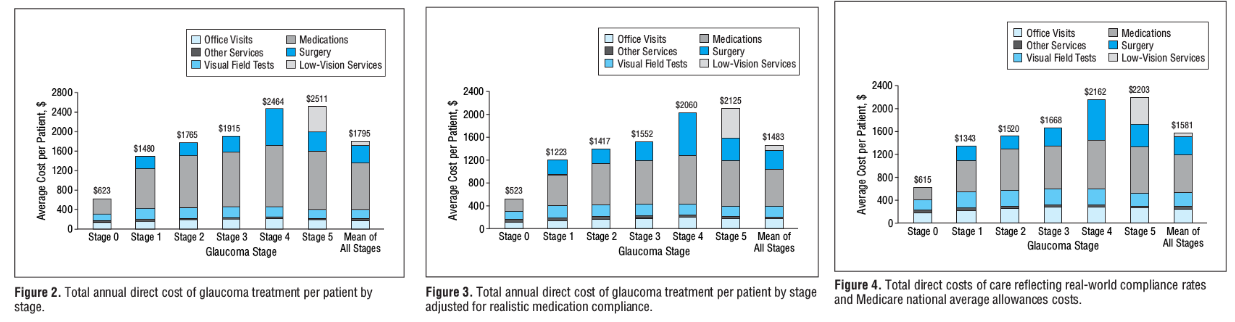 Office Visits Medications
Other Services Surgery
Visual Field Tests Low-Vision Services
Average Cost per Patient, $
2800
2400
2000
1600
1200
800
400
0
$623
$1480
$1765
$1915
$2464
$2511
$1795
Stage 0 Stage 1 Stage 2 Stage 3 Stage 4 Stage 5 Mean of
All Stages
Glaucoma Stage
Figure 2. Total annual direct cost of glaucoma treatment per patient by
stage.
Office Visits Medications
Other Services Surgery
Visual Field Tests Low-Vision Services
Average Cost per Patient, $
2400
2000
1600
1200
800
400
0
$523
$1223
$1417
$1552
$2060
$2125
$1483
Stage 0 Stage 1 Stage 2 Stage 3 Stage 4 Stage 5 Mean of
All Stages
Glaucoma Stage
Figure 3. Total annual direct cost of glaucoma treatment per patient by stage
adjusted for realistic medication compliance.
Office Visits Medications
Other Services Surgery
Visual Field Tests Low-Vision Services
Average Cost per Patient, $
2400
2000
1600
1200
800
400
0
$615
$1343
$1520
$1668
$2162
$2203
$1581
Stage 0 Stage 1 Stage 2 Stage 3 Stage 4 Stage 5 Mean of
All Stages
Glaucoma Stage
Figure 4. Total direct costs of care reflecting real-world compliance rates
and Medicare national average allowances costs.